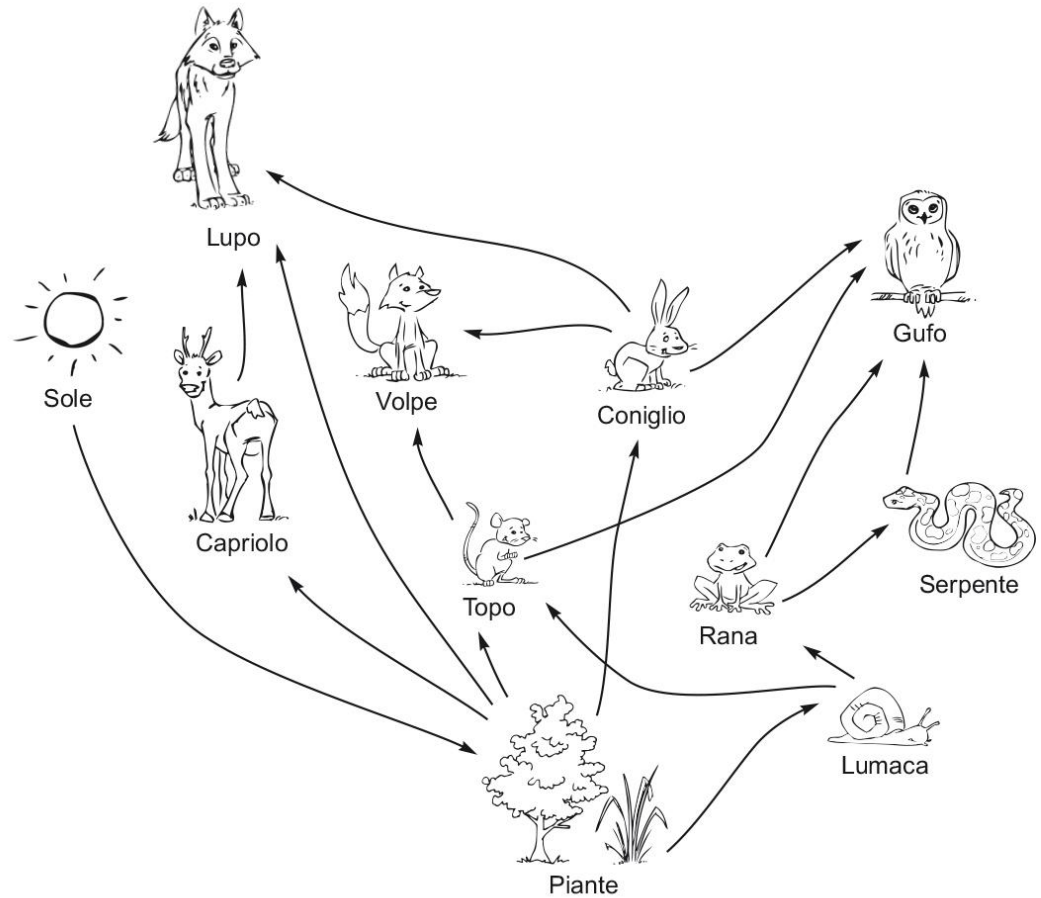 Lupo
Gufo
Sole
Volpe
Coniglio
Capriolo
Serpente
Topo
Rana
Lumaca
Piante